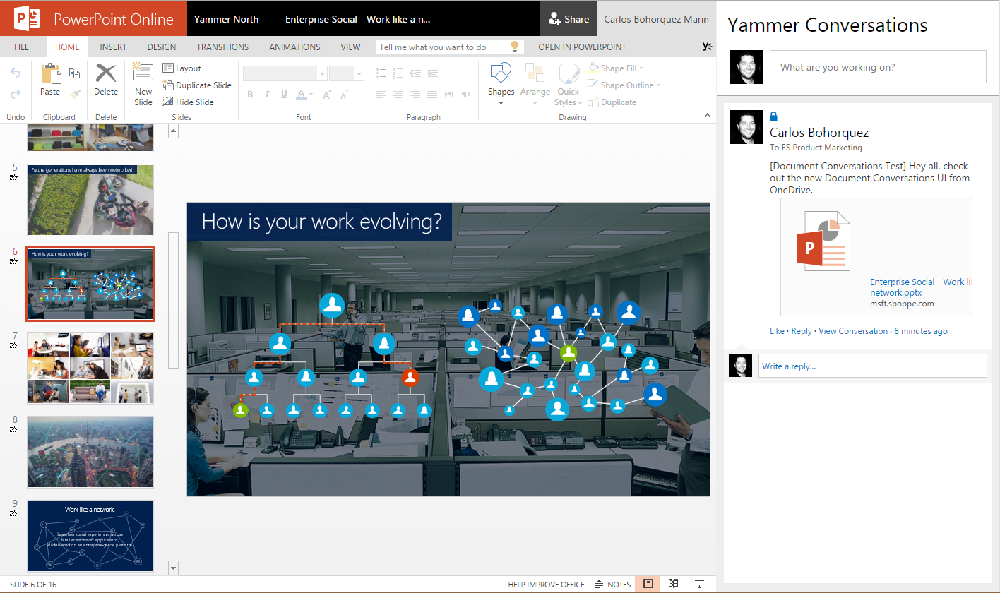 PowerPoint Online
Yammer North
Enterprise Social - Work like a n...
Share
Carlos Bohorquez Marin
FILE
HOME
INSERT
DESIGN
TRANSITIONS
ANIMATIONS
VIEW
Tell me what you want to do
OPEN IN POWERPOINT
Paste
Delete
New
Slide
Layout
Duplicate Slide
Hide Slide
B I U A A A
Shapes
Arrange
Quick
Styles
Shape Fill
Shape Outline
Duplicate
Undo
Clipboard
Delete
Slides
Font
Paragraph
Drawing
5
Future generations have always been networked.
6
How is your work evolving?
7
8
9
Work like a network.
Seamless social experiences across
familiar Microsoft applications,
all delivered on an enterprise-grade platform
How is your work evolving?
SLIDE 6 OF 16
HELP IMPROVE OFFICE
NOTES
Yammer Conversations
What are you working on?
Carlos Bohorquez
To ES Product Marketing
[Document Conversations Test] Hey all, check
out the new Document Conversations UI from
OneDrive.
P
Enterprise Social - Work li
network.pptx
msft.spoppe.com
Like · Reply · View Conversation · 8 minutes ago
Write a reply...